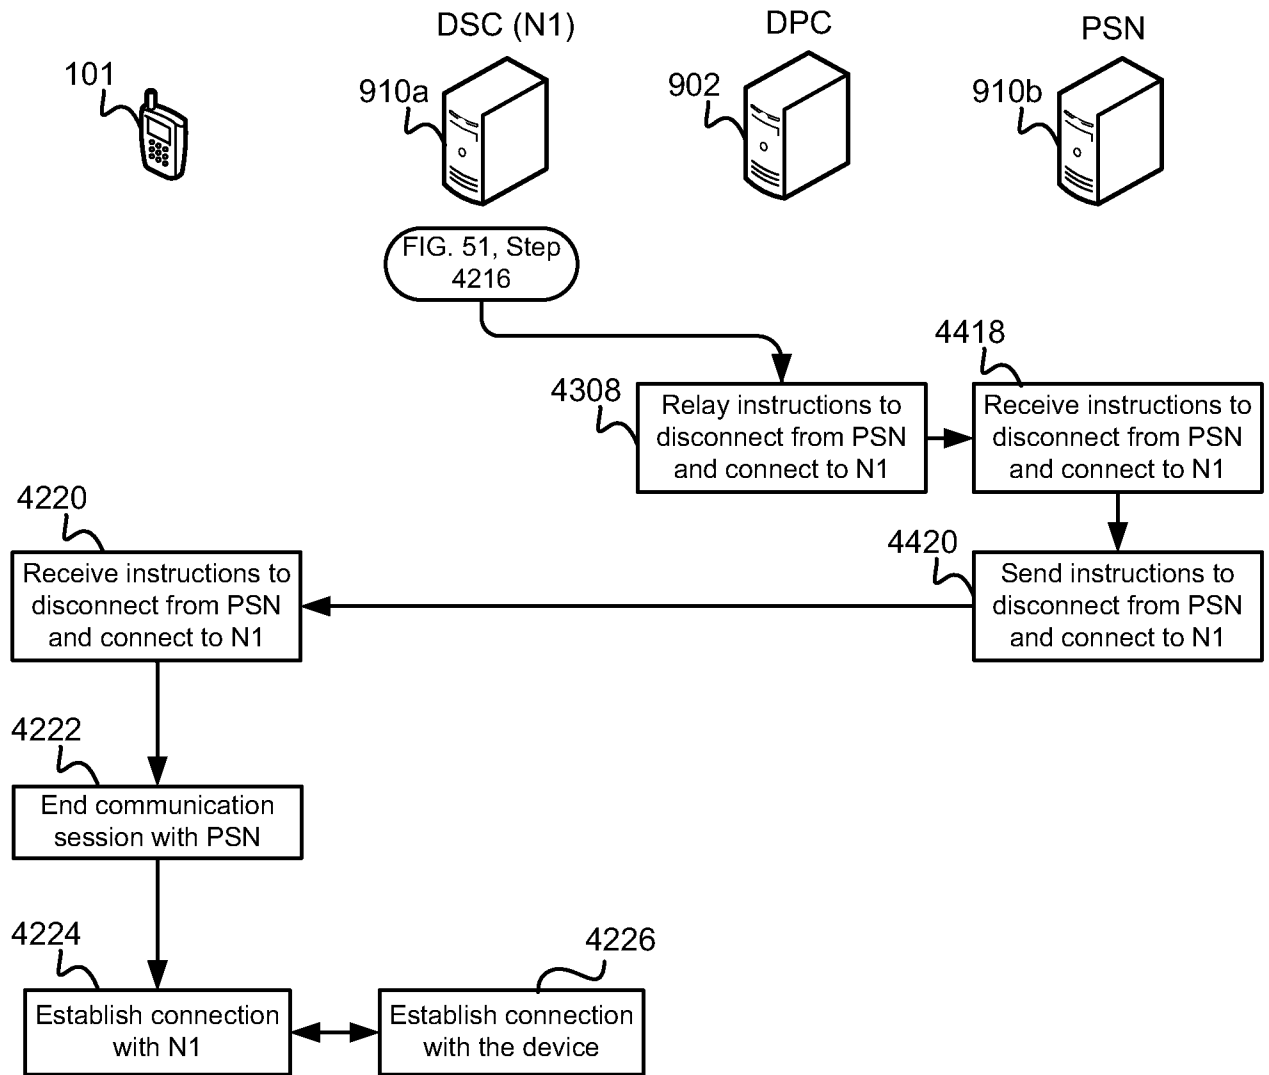 DSC (N1)
DPC
PSN
101
910a
902
910b
FIG. 51, Step
4216
4418
4308
Relay instructions to
disconnect from PSN
and connect to N1
Receive instructions to
disconnect from PSN
and connect to N1
4220
4420
Receive instructions to
disconnect from PSN
and connect to N1
Send instructions to
disconnect from PSN
and connect to N1
4222
End communication
session with PSN
4224
4226
Establish connection
with N1
Establish connection
with the device